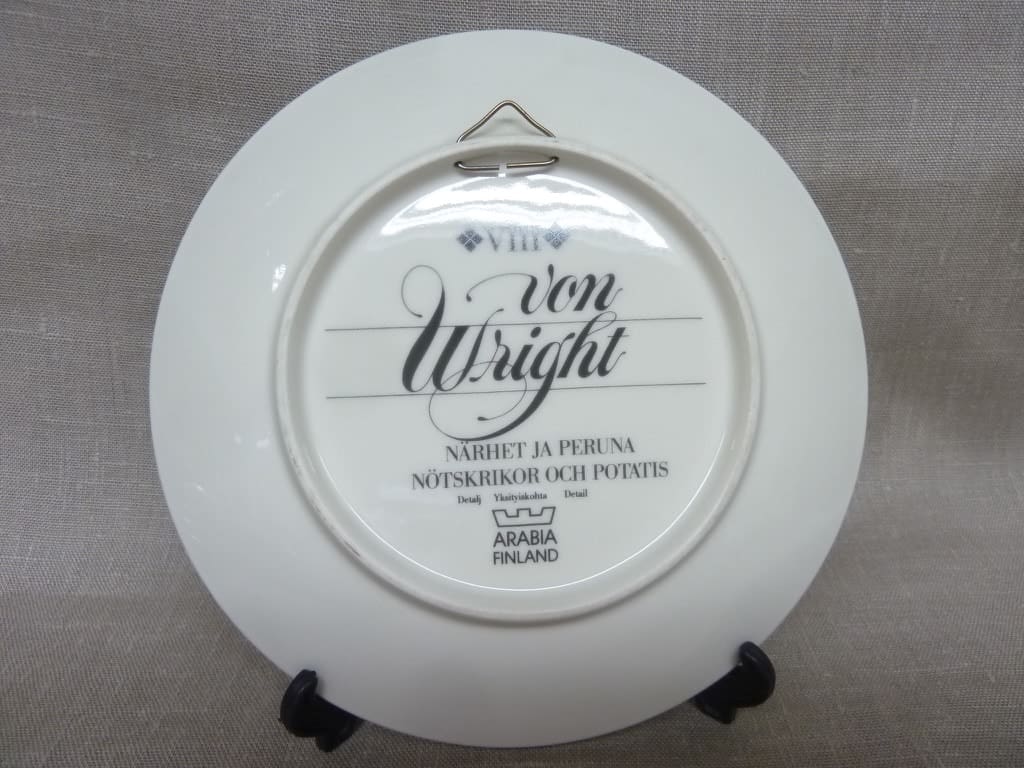 VIII
von
Wright
NÄRHET JA PERUNA
NÖTSKRIKOR OCH POTATIS
Detalj Yksityiskohta Detail
ARABIA
FINLAND